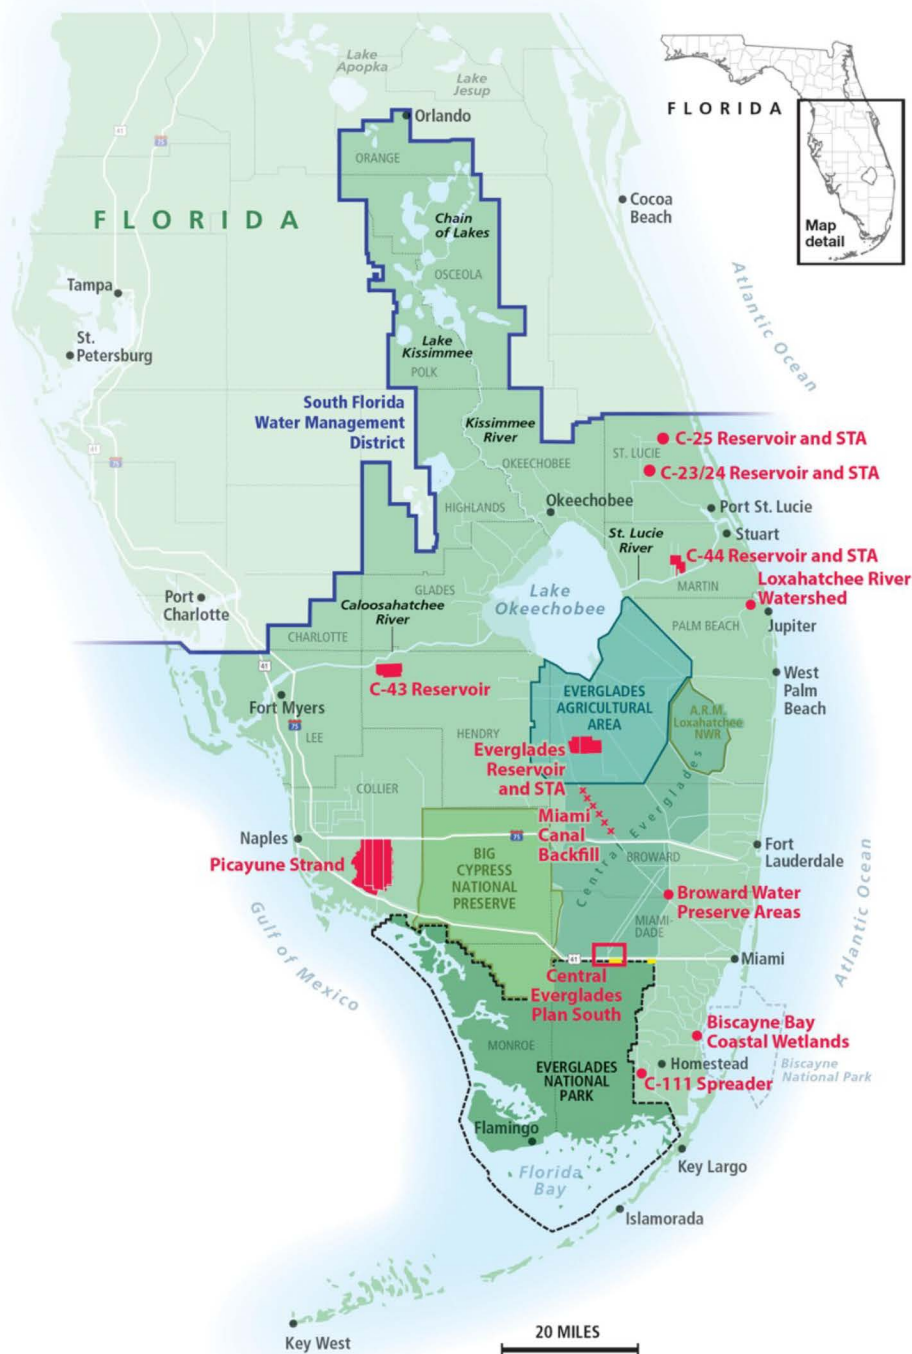 Lake
Apopka
Lake
Jesup
FLORIDA
Map
detail
41
75
Orlando
ORANGE
FLORIDA
Chain
of Lakes
Cocoa
Beach
OSCEOLA
Atlantic Ocean
Tampa
St.
Petersburg
Lake
Kissimmee
POLK
South Florida
Water Management
District
Kissimmee
River
41
75
OKEECHOBEE
ST. LUCIE
C-25 Reservoir and STA
C-23/24 Reservoir and STA
HIGHLANDS
Okeechobee
Port St. Lucie
St. Lucie
River
Stuart
C-44 Reservoir and STA
MARTIN
Loxahatchee River
Watershed
Jupiter
Port
Charlotte
GLADES
Caloosahatchee
River
Lake
Okeechobee
CHARLOTTE
PALM BEACH
41
C-43 Reservoir
West
Palm
Beach
Fort Myers
75
LEE
EVERGLADES
AGRICULTURAL
AREA
A.R.M.
Loxahatchee
NWR
HENDRY
Everglades
Reservoir
and STA
COLLIER
Miami
Canal
Backfill
Central Everglades
Naples
75
Fort
Lauderdale
Picayune Strand
BIG
CYPRESS
NATIONAL
PRESERVE
BROWARD
Broward Water
Preserve Areas
MIAMI-
DADE
Gulf of Mexico
Atlantic Ocean
41
Miami
Central
Everglades
Plan South
Biscayne Bay
Coastal Wetlands
MONROE
EVERGLADES
NATIONAL
PARK
Homestead
Biscayne
National Park
C-111 Spreader
Flamingo
Florida
Bay
Key Largo
Islamorada
Key West
20 MILES